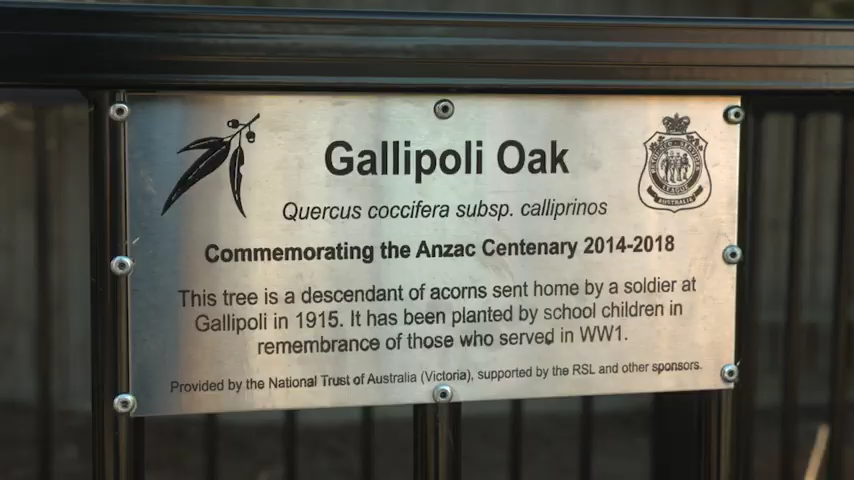 Gallipoli Oak
Quercus coccifera subsp. calliprinos
Commemorating the Anzac Centenary 2014-2018
This tree is a descendant of acorns sent home by a soldier at
Gallipoli in 1915. It has been planted by school children in
remembrance of those who served in WW1.
Provided by the National Trust of Australia (Victoria), supported by the RSL and other sponsors.
LEAGUE
AUSTRALIA